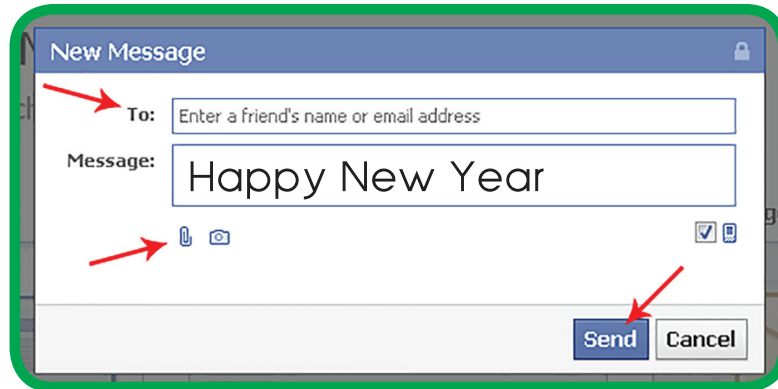 New Message
To: Enter a friend's name or email address
Message: Happy New Year
Send Cancel